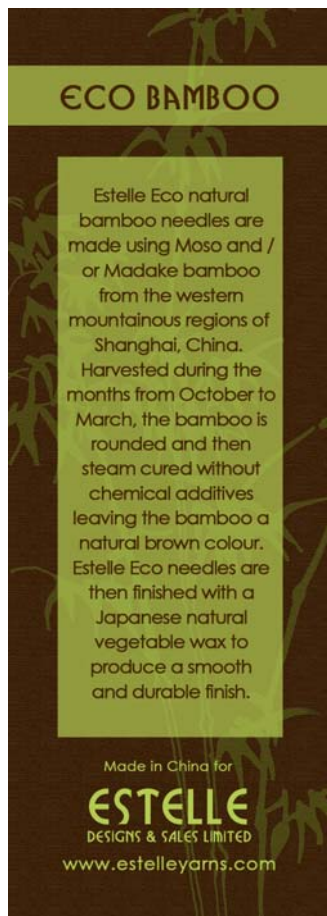 ECO BAMBOO
Estelle Eco natural
bamboo needles are
made using Moso and /
or Madake bamboo
from the western
mountainous regions of
Shanghai, China.
Harvested during the
months from October to
March, the bamboo is
rounded and then
steam cured without
chemical additives
leaving the bamboo a
natural brown colour.
Estelle Eco needles are
then finished with a
Japanese natural
vegetable wax to
produce a smooth
and durable finish.
Made in China for
ESTELLE
DESIGNS & SALES LIMITED
www.estelleyarns.com